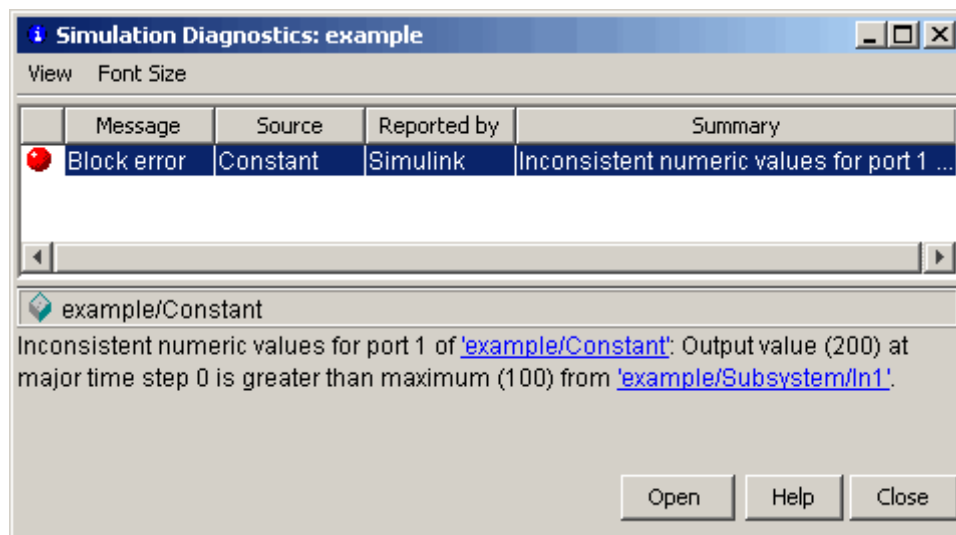 Simulation Diagnostics: example
View Font Size
Message Source Reported by Summary
Block error Constant Simulink Inconsistent numeric values for port 1 ...
example/Constant
Inconsistent numeric values for port 1 of 'example/Constant': Output value (200) at
major time step 0 is greater than maximum (100) from 'example/Subsystem/In1'.
Open Help Close